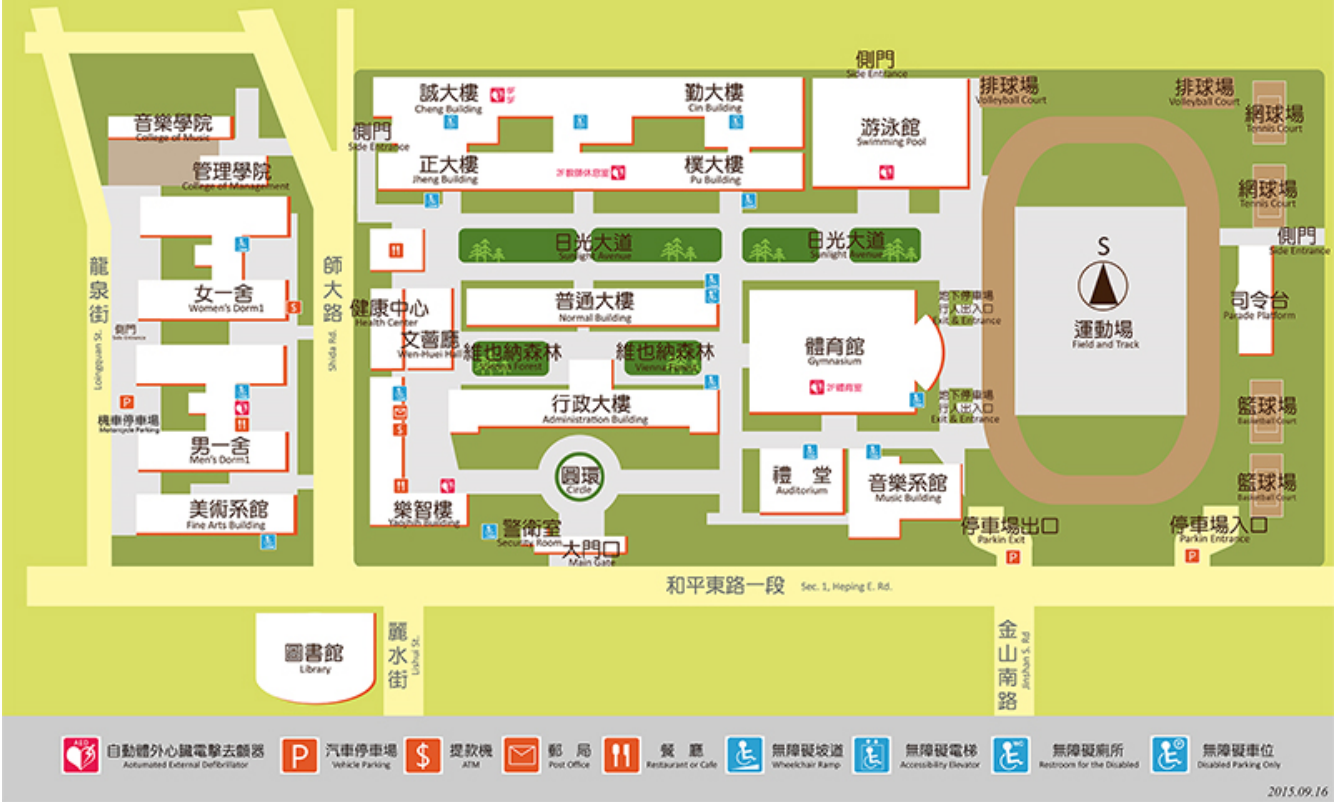 側門
Side Entrance
排球場
Volleyball Court
排球場
Volleyball Court
誠大樓
Cheng Building
勤大樓
Cin Building
游泳館
Swimming Pool
網球場
Tennis Court
音樂學院
College of Music
側門
Side Entrance
管理學院
College of Management
正大樓
Jheng Building
2F教師休息室
樸大樓
Pu Building
網球場
Tennis Court
日光大道
Sunlight Avenue
日光大道
Sunlight Avenue
側門
Side Entrance
S
龍泉街
Loingquan St.
師大路
Shida Rd.
女一舍
Women's Dorm1
$
健康中心
Health Center
普通大樓
Normal Building
地下停車場
行人出入口
Exit & Entrance
司令台
Parade Platform
運動場
Field and Track
側門
Side Entrance
文薈廳
Wen-Huei Hall
維也納森林
Vienna Forest
維也納森林
Vienna Forest
體育館
Gymnasium
2F體育室
P
機車停車場
Motorcycle Parking
行政大樓
Administration Building
地下停車場
行人出入口
Exit & Entrance
籃球場
Basketball Court
$
男一舍
Men's Dorm1
圓環
Circle
禮 堂
Auditorium
音樂系館
Music Building
籃球場
Basketball Court
美術系館
Fine Arts Building
樂智樓
警衛室
Security Room
大門口
Main Gate
停車場出口
Parkin Exit
P
停車場入口
Parkin Entrance
P
和平東路一段 Sec. 1, Heping E. Rd.
圖書館
Library
麗水街
Lishui St.
金山南路
Jinshan S. Rd
AED
自動體外心臟電擊去顫器
Aotumated External Defibrillator
P
汽車停車場
Vehicle Parking
$
提款機
ATM
郵 局
Post Office
餐 廳
Restaurant or Cafe
無障礙坡道
Wheelchair Ramp
無障礙電梯
Accessibility Elevator
WC
無障礙廁所
Restroom for the Disabled
P
無障礙車位
Disabled Parking Only
2015.09.16